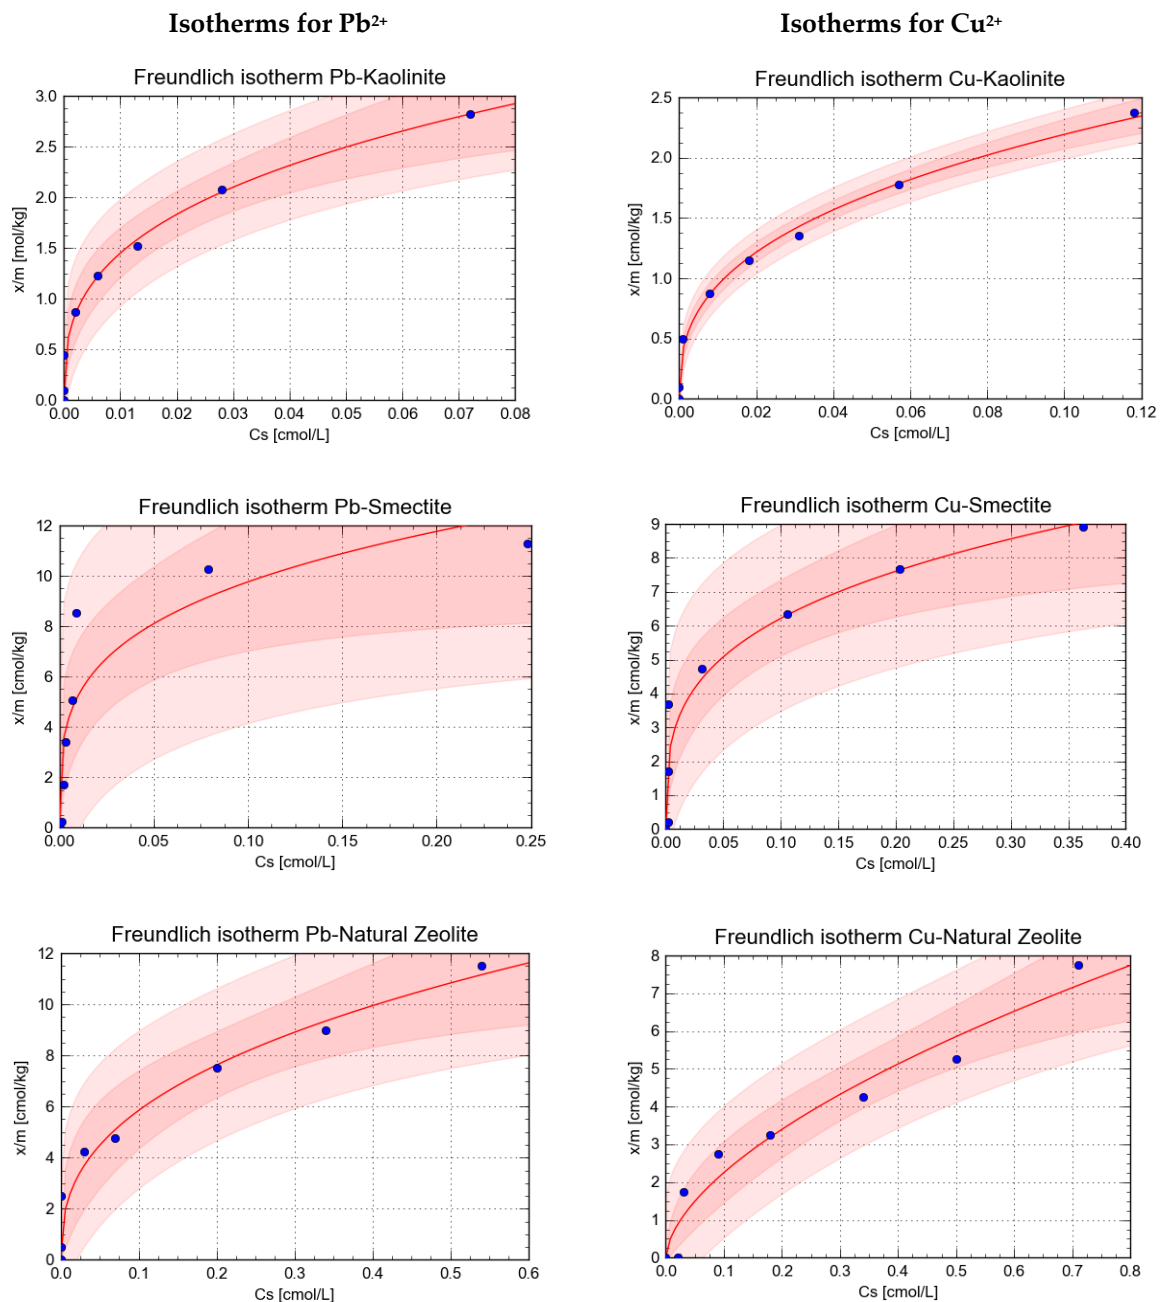 Isotherms for Pb²⁺
Isotherms for Cu²⁺
Freundlich isotherm Pb-Kaolinite
x/m [mol/kg]
3.0
2.5
2.0
1.5
1.0
0.5
0.0
0.00 0.01 0.02 0.03 0.04 0.05 0.06 0.07 0.08
Cs [cmol/L]
Freundlich isotherm Cu-Kaolinite
x/m [cmol/kg]
2.5
2.0
1.5
1.0
0.5
0.0
0.00 0.02 0.04 0.06 0.08 0.10 0.12
Cs [cmol/L]
Freundlich isotherm Pb-Smectite
x/m [cmol/kg]
12
10
8
6
4
2
0
0.00 0.05 0.10 0.15 0.20 0.25
Cs [cmol/L]
Freundlich isotherm Cu-Smectite
x/m [cmol/kg]
9
8
7
6
5
4
3
2
1
0
0.00 0.05 0.10 0.15 0.20 0.25 0.30 0.35 0.40
Cs [cmol/L]
Freundlich isotherm Pb-Natural Zeolite
x/m [cmol/kg]
12
10
8
6
4
2
0
0.0 0.1 0.2 0.3 0.4 0.5 0.6
Cs [cmol/L]
Freundlich isotherm Cu-Natural Zeolite
x/m [cmol/kg]
8
7
6
5
4
3
2
1
0
0.0 0.1 0.2 0.3 0.4 0.5 0.6 0.7 0.8
Cs [cmol/L]